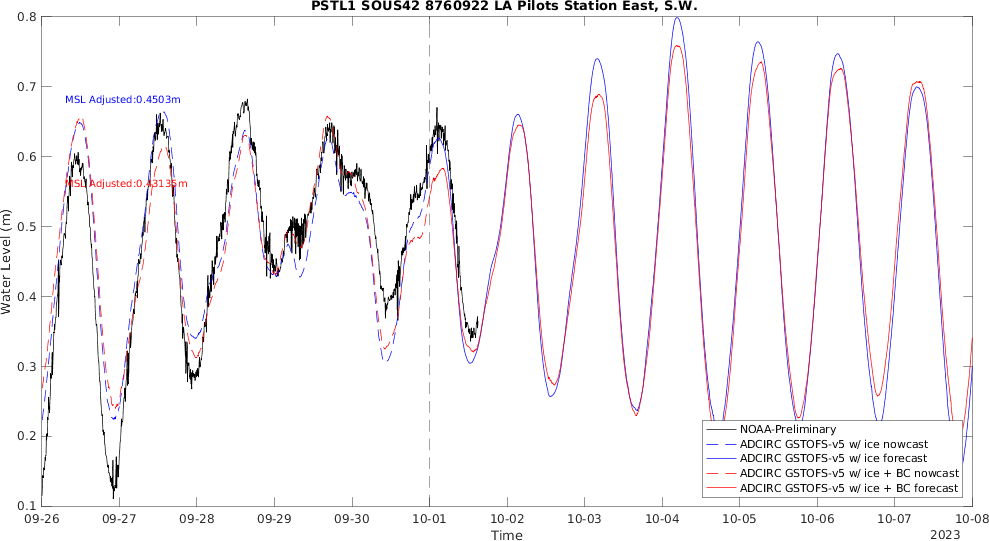 PSTL1 SOUS42 8760922 LA Pilots Station East, S.W.
0.8
0.7
0.6
0.5
0.4
0.3
0.2
0.1
Water Level (m)
MSL Adjusted:0.4503m
MSL Adjusted:0.43135m
NOAA-Preliminary
ADCIRC GSTOFS-v5 w/ ice nowcast
ADCIRC GSTOFS-v5 w/ ice forecast
ADCIRC GSTOFS-v5 w/ ice + BC nowcast
ADCIRC GSTOFS-v5 w/ ice + BC forecast
09-26 09-27 09-28 09-29 09-30 10-01 10-02 10-03 10-04 10-05 10-06 10-07 10-08
Time
2023